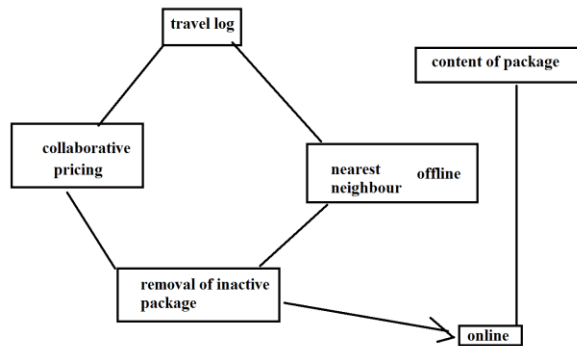 travel log
content of package
collaborative
pricing
nearest offline
neighbour
removal of inactive
package
online